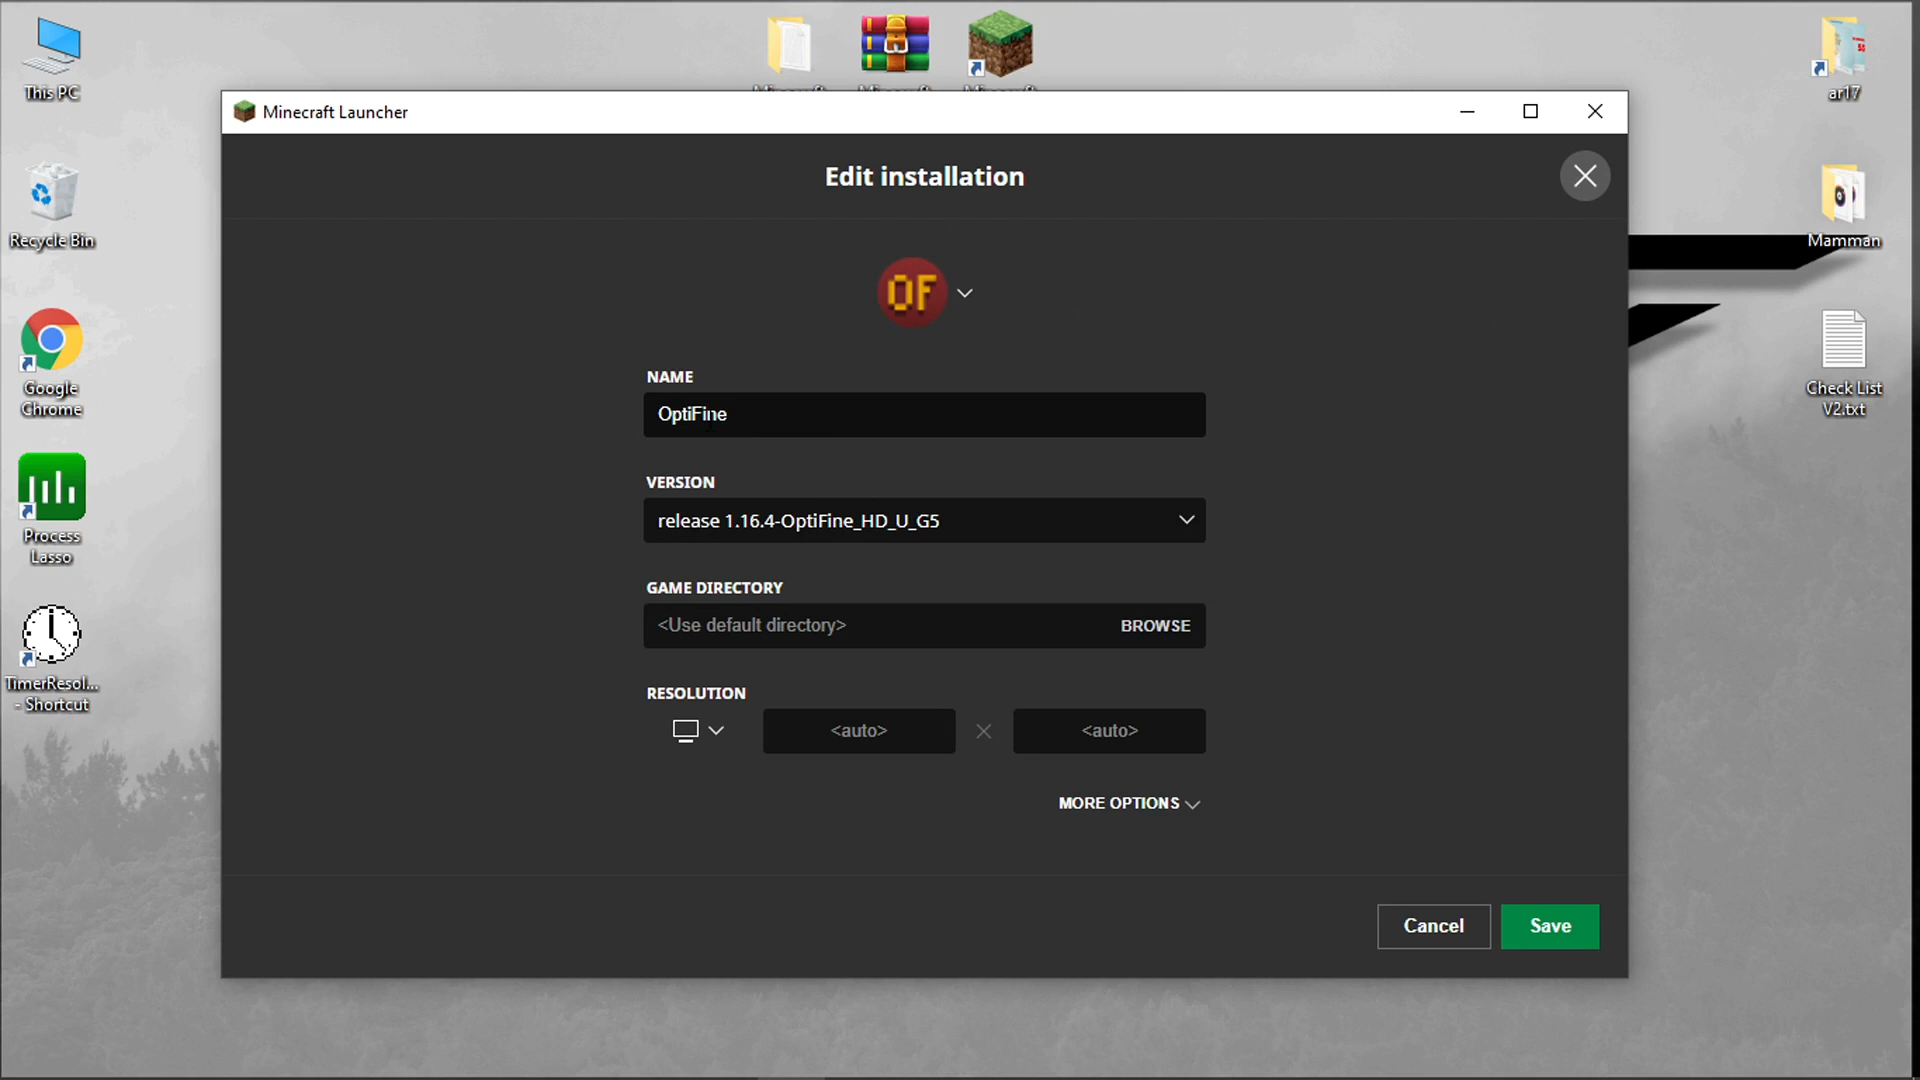 This PC
Recycle Bin
Google
Chrome
Process
Lasso
TimerResol...
- Shortcut
ar17
Mamman
Check List
V2.txt
Minecraft Launcher
Edit installation
OF
NAME
OptiFine
VERSION
release 1.16.4-OptiFine_HD_U_G5
GAME DIRECTORY
<Use default directory>
BROWSE
RESOLUTION
<auto>
<auto>
MORE OPTIONS
Cancel
Save